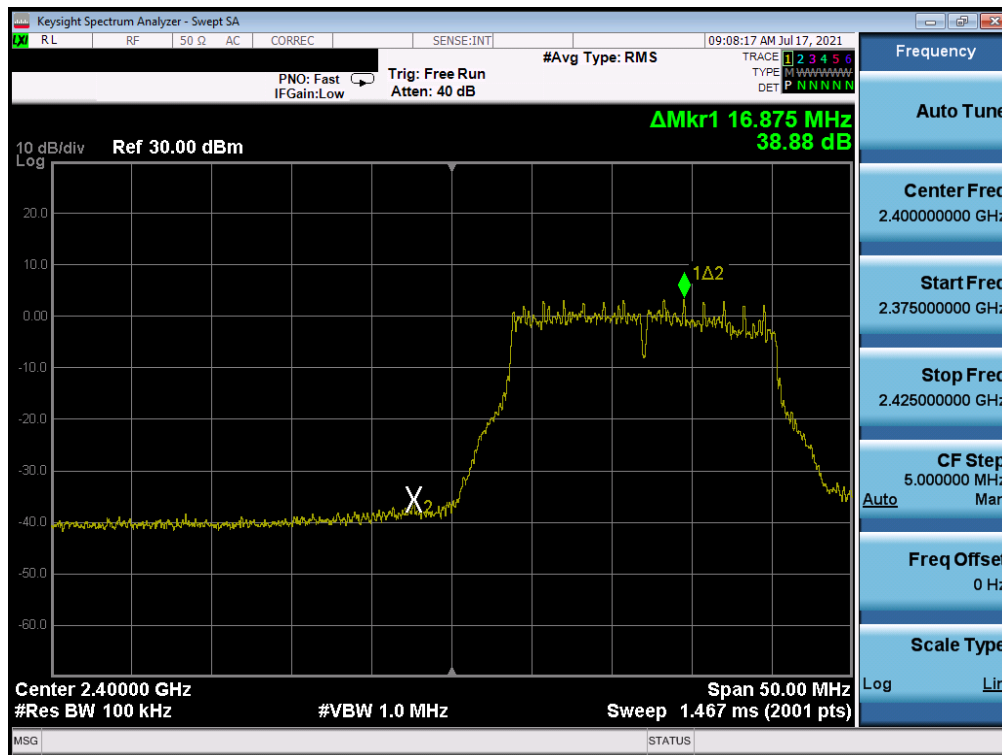 Keysight Spectrum Analyzer - Swept SA
LXI RL RF 50 Ω AC CORREC SENSE:INT 09:08:17 AM Jul 17, 2021
#Avg Type: RMS TRACE 1 2 3 4 5 6
PNO: Fast Trig: Free Run TYPE M WWWWW
IFGain:Low Atten: 40 dB DET P N N N N N
ΔMkr1 16.875 MHz
10 dB/div Ref 30.00 dBm 38.88 dB
Log
20.0
10.0
1Δ2
0.00
-10.0
-20.0
-30.0
X2
-40.0
-50.0
-60.0
Center 2.40000 GHz Span 50.00 MHz
#Res BW 100 kHz #VBW 1.0 MHz Sweep 1.467 ms (2001 pts)
MSG STATUS
Frequency
Auto Tune
Center Freq
2.400000000 GHz
Start Freq
2.375000000 GHz
Stop Freq
2.425000000 GHz
CF Step
5.000000 MHz
Auto Man
Freq Offset
0 Hz
Scale Type
Log Lin